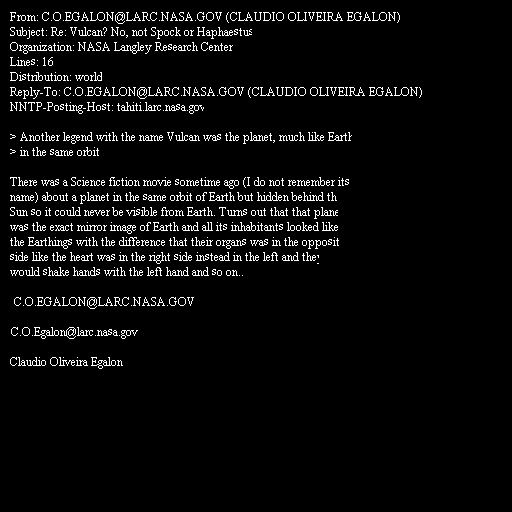 From: C.O.EGALON@LARC.NASA.GOV (CLAUDIO OLIVEIRA EGALON)
Subject: Re: Vulcan? No, not Spock or Haphaestus
Organization: NASA Langley Research Center
Lines: 16
Distribution: world
Reply-To: C.O.EGALON@LARC.NASA.GOV (CLAUDIO OLIVEIRA EGALON)
NNTP-Posting-Host: tahiti.larc.nasa.gov
> Another legend with the name Vulcan was the planet, much like Earth
> in the same orbit
There was a Science fiction movie sometime ago (I do not remember its
name) about a planet in the same orbit of Earth but hidden behind th
Sun so it could never be visible from Earth. Turns out that that plane
was the exact mirror image of Earth and all its inhabitants looked like
the Earthings with the difference that their organs was in the opposit
side like the heart was in the right side instead in the left and they
would shake hands with the left hand and so on..
C.O.EGALON@LARC.NASA.GOV
C.O.Egalon@larc.nasa.gov
Claudio Oliveira Egalon